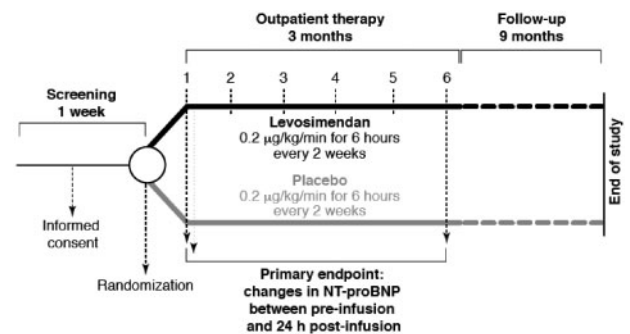 Outpatient therapy
3 months
Follow-up
9 months
Screening
1 week
1 2 3 4 5 6
Levosimendan
0.2 µg/kg/min for 6 hours
every 2 weeks
Placebo
0.2 µg/kg/min for 6 hours
every 2 weeks
End of study
Informed
consent
Randomization
Primary endpoint:
changes in NT-proBNP
between pre-infusion
and 24 h post-infusion